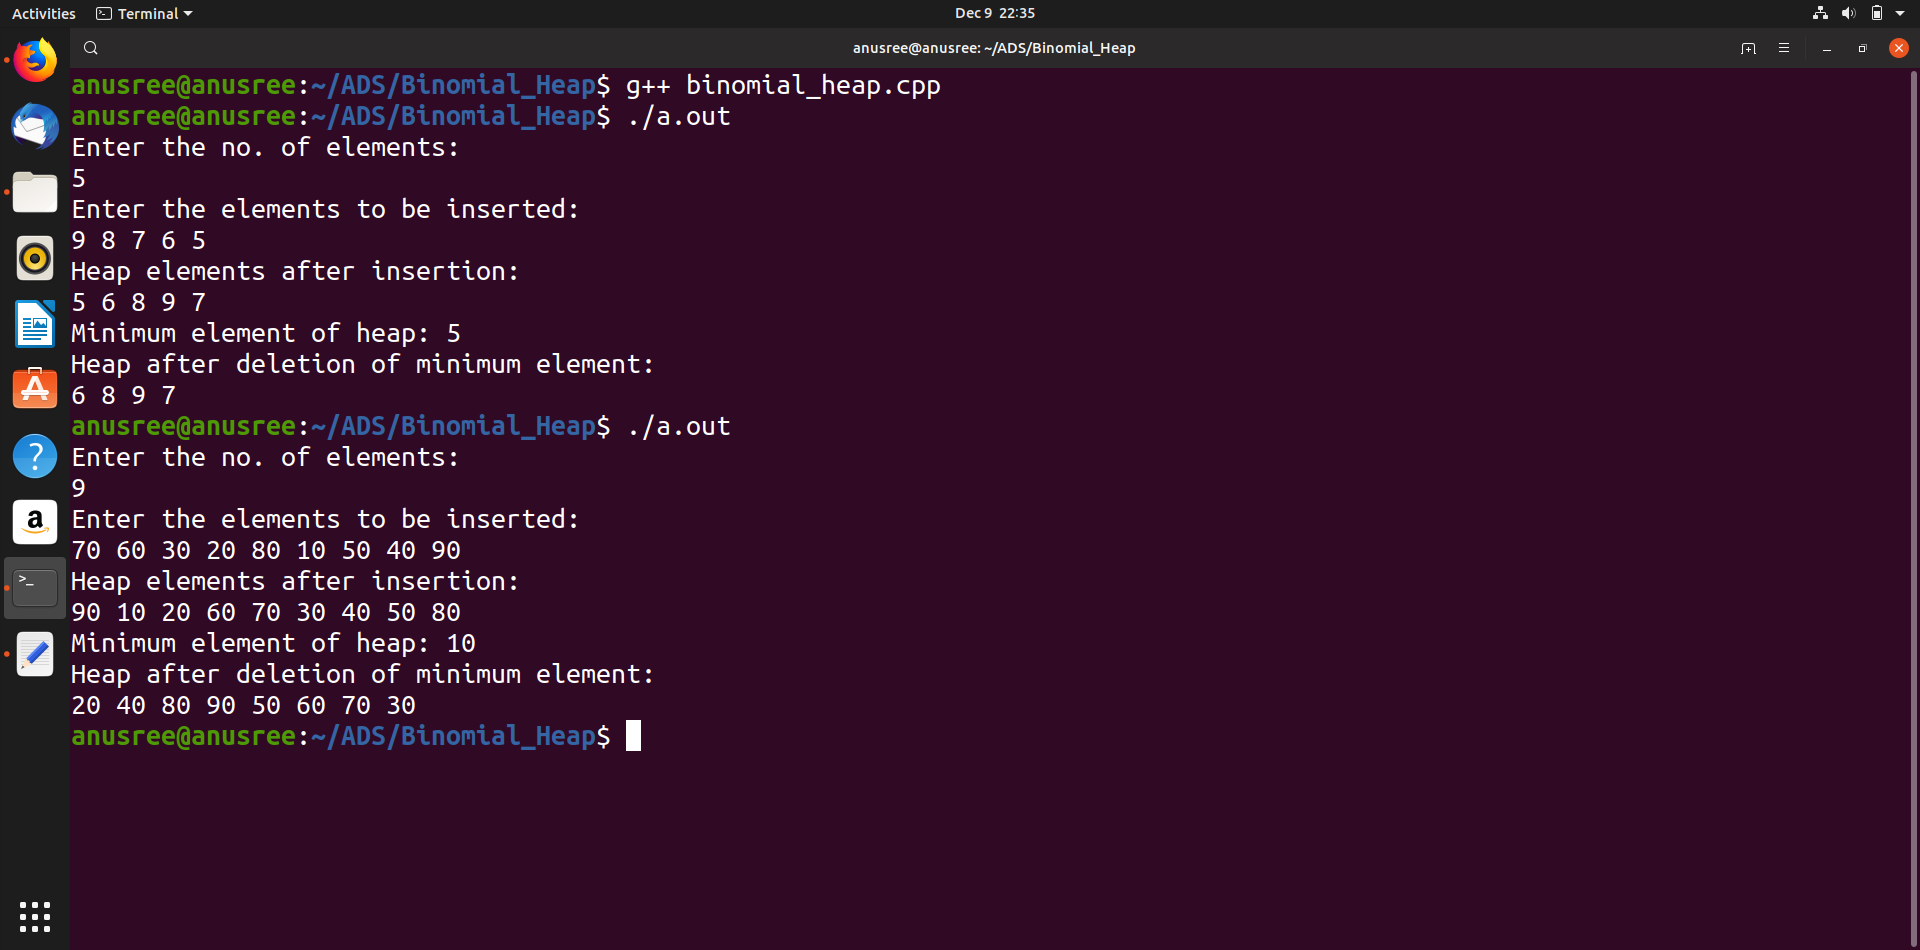 Activities Terminal Dec 9 22:35
anusree@anusree: ~/ADS/Binomial_Heap
anusree@anusree:~/ADS/Binomial_Heap$ g++ binomial_heap.cpp
anusree@anusree:~/ADS/Binomial_Heap$ ./a.out
Enter the no. of elements:
5
Enter the elements to be inserted:
9 8 7 6 5
Heap elements after insertion:
5 6 8 9 7
Minimum element of heap: 5
Heap after deletion of minimum element:
6 8 9 7
anusree@anusree:~/ADS/Binomial_Heap$ ./a.out
Enter the no. of elements:
9
Enter the elements to be inserted:
70 60 30 20 80 10 50 40 90
Heap elements after insertion:
90 10 20 60 70 30 40 50 80
Minimum element of heap: 10
Heap after deletion of minimum element:
20 40 80 90 50 60 70 30
anusree@anusree:~/ADS/Binomial_Heap$